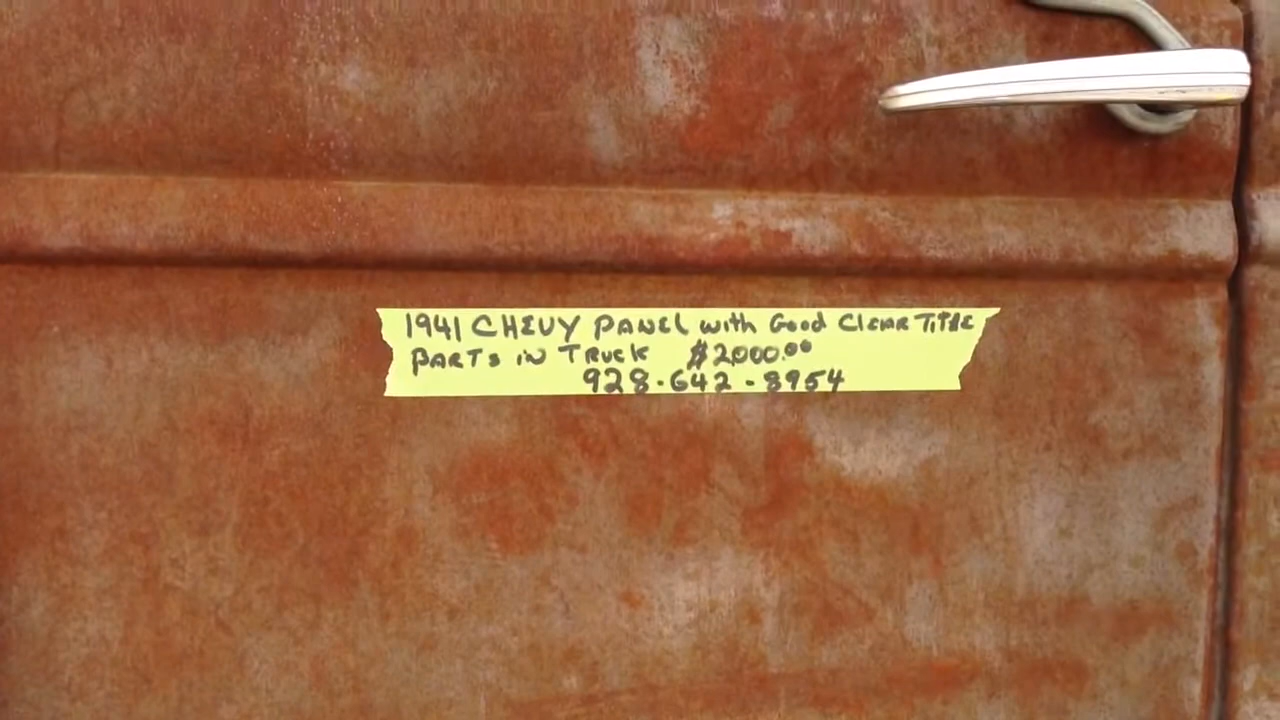 1941 CHEVY PANEL with Good Clear Title
PARTS in Truck $2000.00
928-642-8954